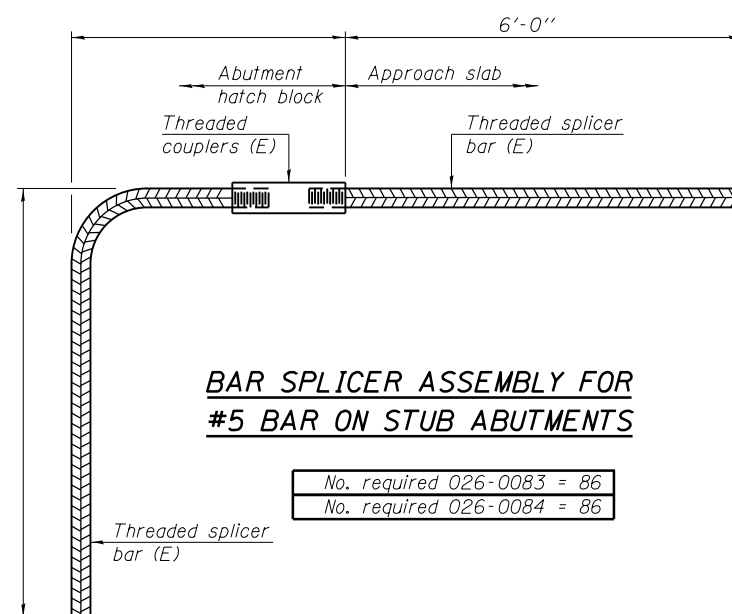 6'-0"
Abutment
hatch block
Approach slab
Threaded
couplers (E)
Threaded splicer
bar (E)
BAR SPLICER ASSEMBLY FOR
#5 BAR ON STUB ABUTMENTS
No. required 026-0083 = 86
No. required 026-0084 = 86
Threaded splicer
bar (E)